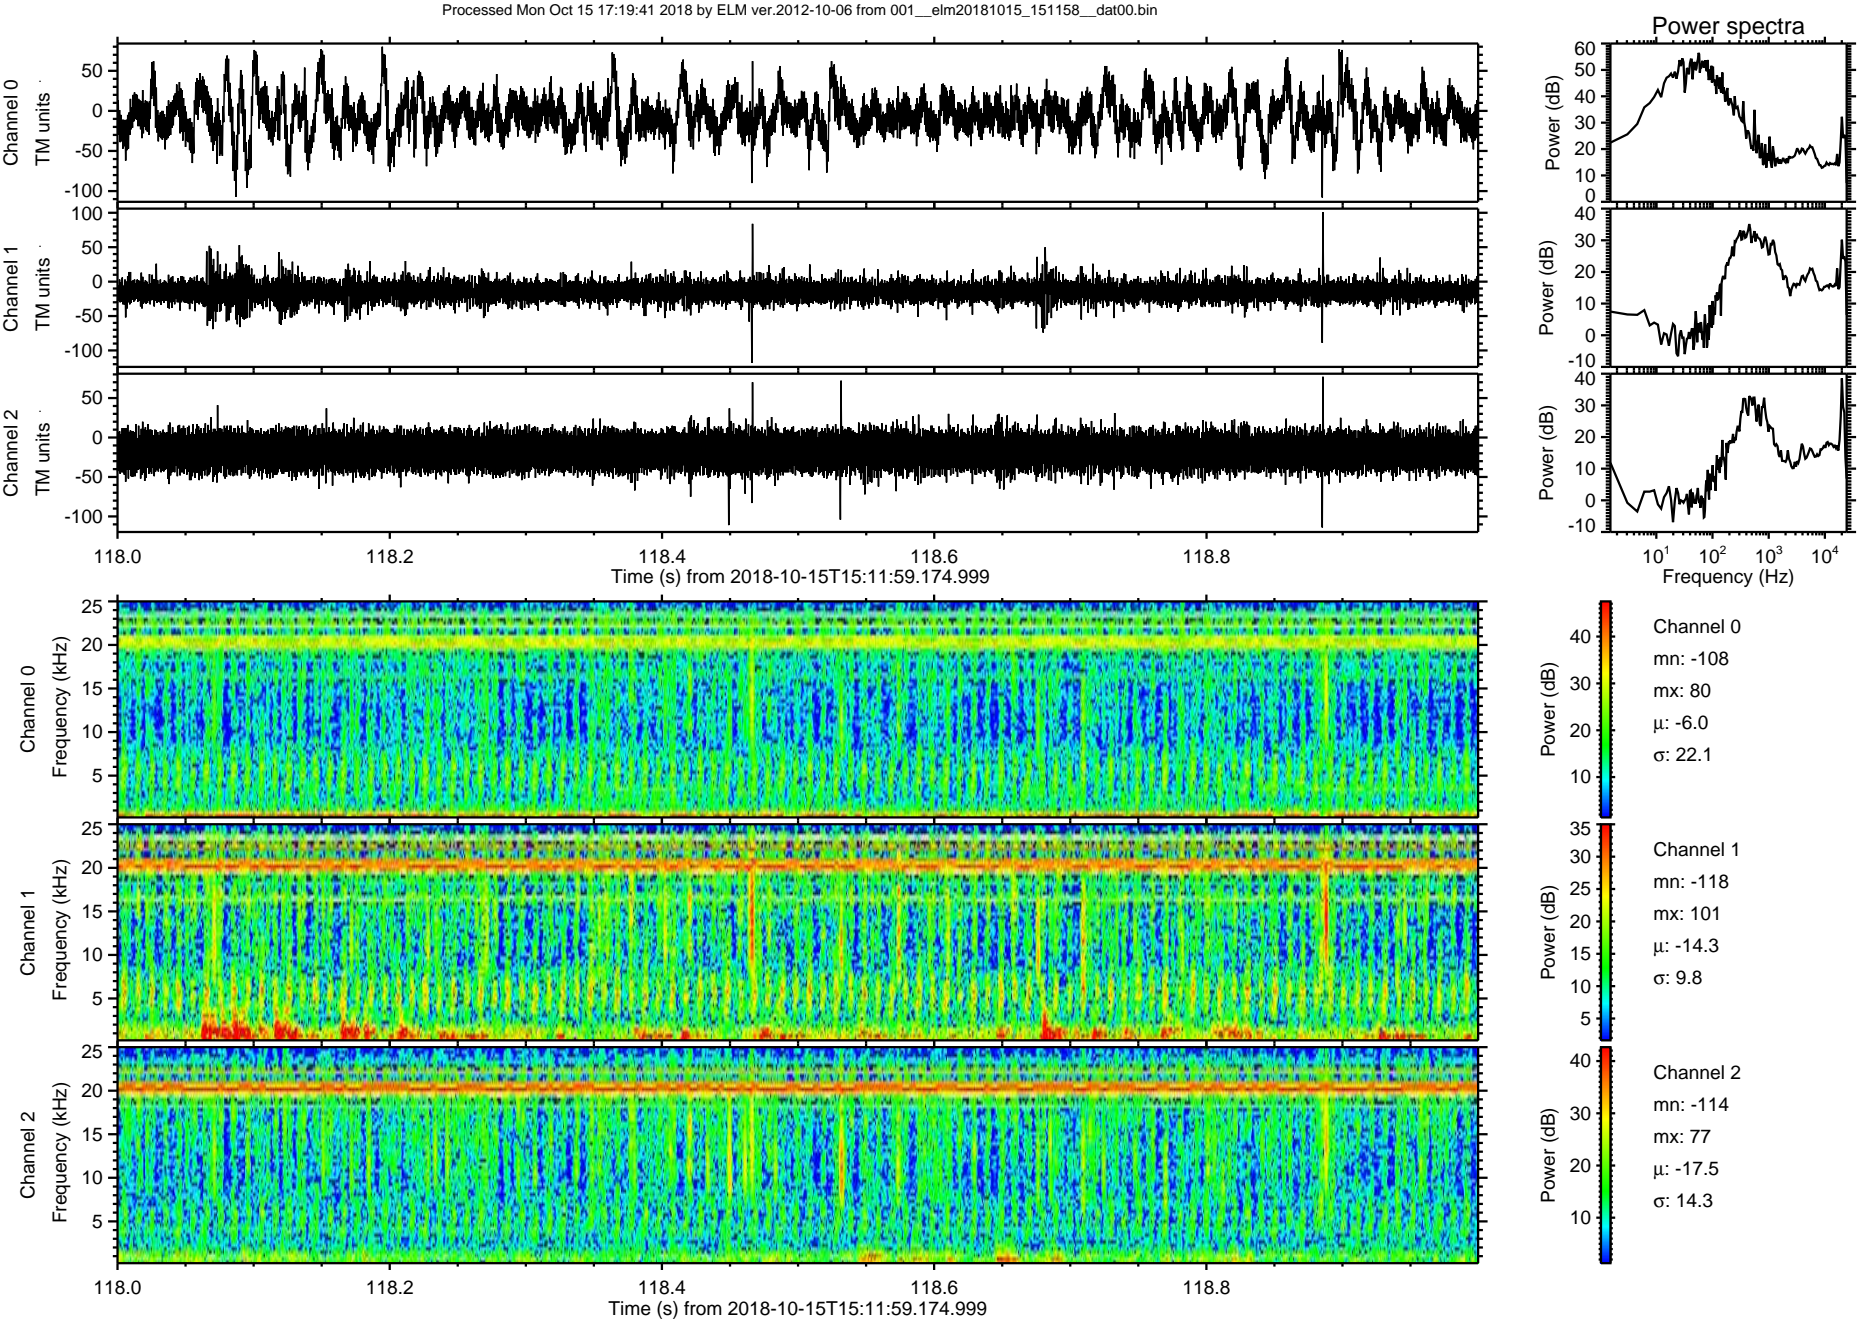 Processed Mon Oct 15 17:19:41 2018 by ELM ver.2012-10-06 from 001__elm20181015_151158__dat00.bin
Power spectra
Channel 0
TM units
50
0
-50
-100
Power (dB)
60
50
40
30
20
10
0
Channel 1
TM units
100
50
0
-50
-100
Power (dB)
40
30
20
10
0
-10
Channel 2
TM units
50
0
-50
-100
Power (dB)
40
30
20
10
0
-10
118.0 118.2 118.4 118.6 118.8
Time (s) from 2018-10-15T15:11:59.174.999
10¹ 10² 10³ 10⁴
Frequency (Hz)
Channel 0
Frequency (kHz)
25
20
15
10
5
Power (dB)
40
30
20
10
Channel 0
mn: -108
mx: 80
μ: -6.0
σ: 22.1
Channel 1
Frequency (kHz)
25
20
15
10
5
Power (dB)
35
30
25
20
15
10
5
Channel 1
mn: -118
mx: 101
μ: -14.3
σ: 9.8
Channel 2
Frequency (kHz)
25
20
15
10
5
Power (dB)
40
30
20
10
Channel 2
mn: -114
mx: 77
μ: -17.5
σ: 14.3
118.0 118.2 118.4 118.6 118.8
Time (s) from 2018-10-15T15:11:59.174.999